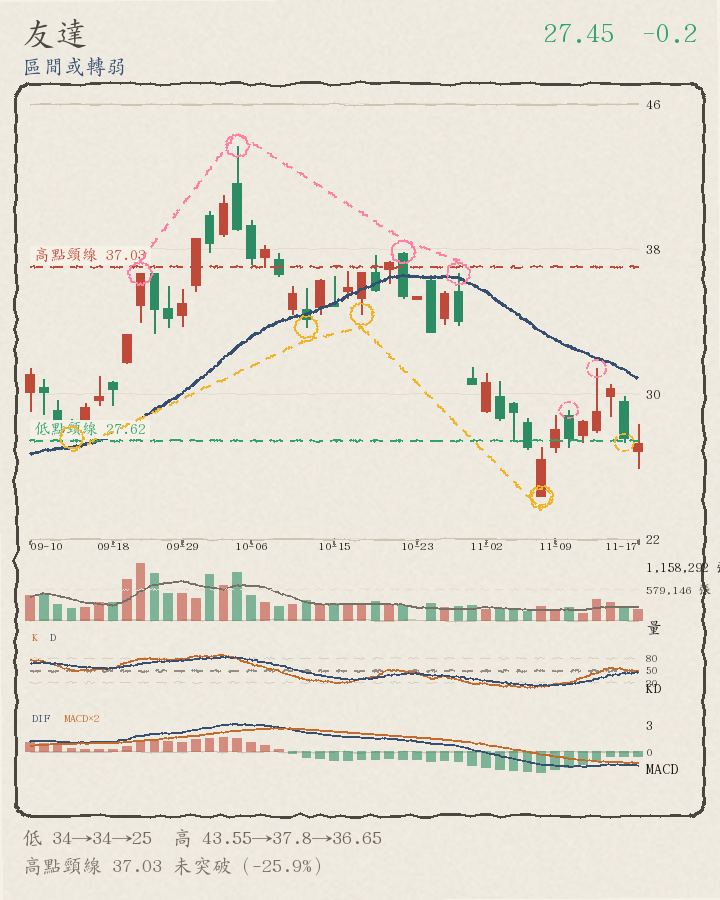 友達
27.45 -0.2
區間或轉弱
46
高點頸線 37.03
38
30
低點頸線 27.62
22
09-10 09-18 09-29 10-06 10-15 10-23 11-02 11-09 11-17
1,158,292 張
579,146 張
量
K D
80
50
20
KD
DIF MACD×2
3
0
MACD
低 34→34→25 高 43.55→37.8→36.65
高點頸線 37.03 未突破 (-25.9%)